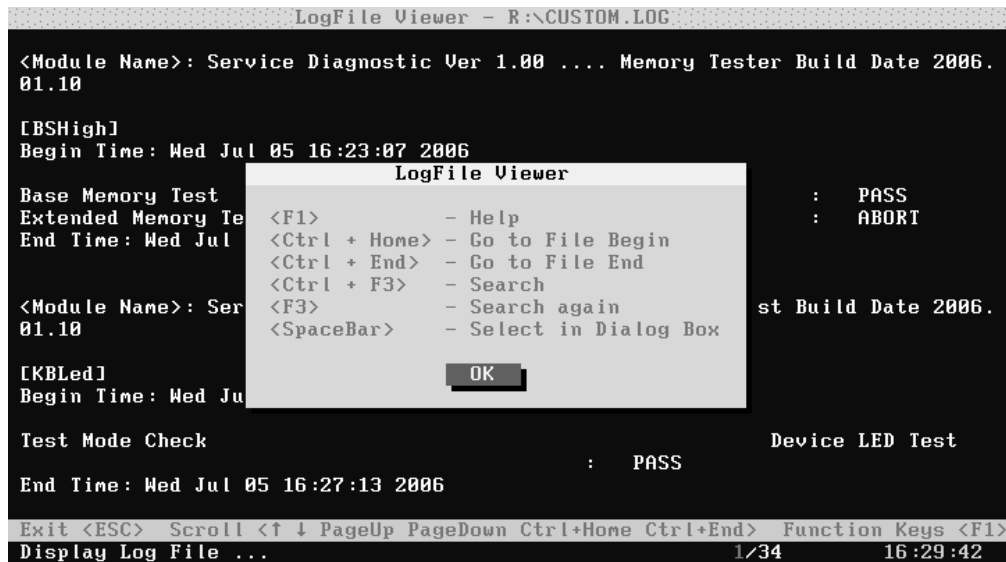 LogFile Viewer - R:\CUSTOM.LOG
<Module Name>: Service Diagnostic Ver 1.00 .... Memory Tester Build Date 2006.
01.10
[BSHigh]
Begin Time: Wed Jul 05 16:23:07 2006
Base Memory Test : PASS
Extended Memory Te : ABORT
End Time: Wed Jul
<Module Name>: Ser st Build Date 2006.
01.10
[KBLed]
Begin Time: Wed Ju
LogFile Viewer
<F1> - Help
<Ctrl + Home> - Go to File Begin
<Ctrl + End> - Go to File End
<Ctrl + F3> - Search
<F3> - Search again
<SpaceBar> - Select in Dialog Box
OK
Test Mode Check Device LED Test
: PASS
End Time: Wed Jul 05 16:27:13 2006
Exit <ESC> Scroll <↑ ↓ PageUp PageDown Ctrl+Home Ctrl+End> Function Keys <F1>
Display Log File ... 1/34 16:29:42